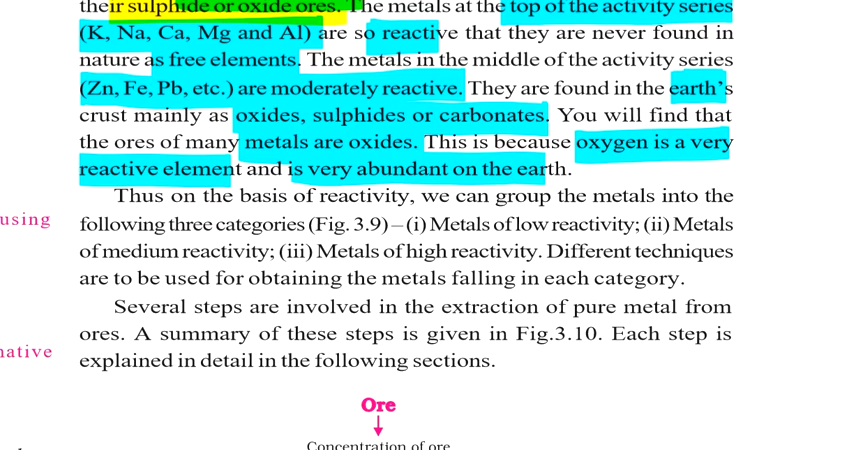 their sulphide or oxide ores. The metals at the top of the activity series
(K, Na, Ca, Mg and Al) are so reactive that they are never found in
nature as free elements. The metals in the middle of the activity series
(Zn, Fe, Pb, etc.) are moderately reactive. They are found in the earth's
crust mainly as oxides, sulphides or carbonates. You will find that
the ores of many metals are oxides. This is because oxygen is a very
reactive element and is very abundant on the earth.
Thus on the basis of reactivity, we can group the metals into the
using
following three categories (Fig. 3.9) – (i) Metals of low reactivity; (ii) Metals
of medium reactivity; (iii) Metals of high reactivity. Different techniques
are to be used for obtaining the metals falling in each category.
Several steps are involved in the extraction of pure metal from
ores. A summary of these steps is given in Fig.3.10. Each step is
native
explained in detail in the following sections.
Ore
Concentration of ore